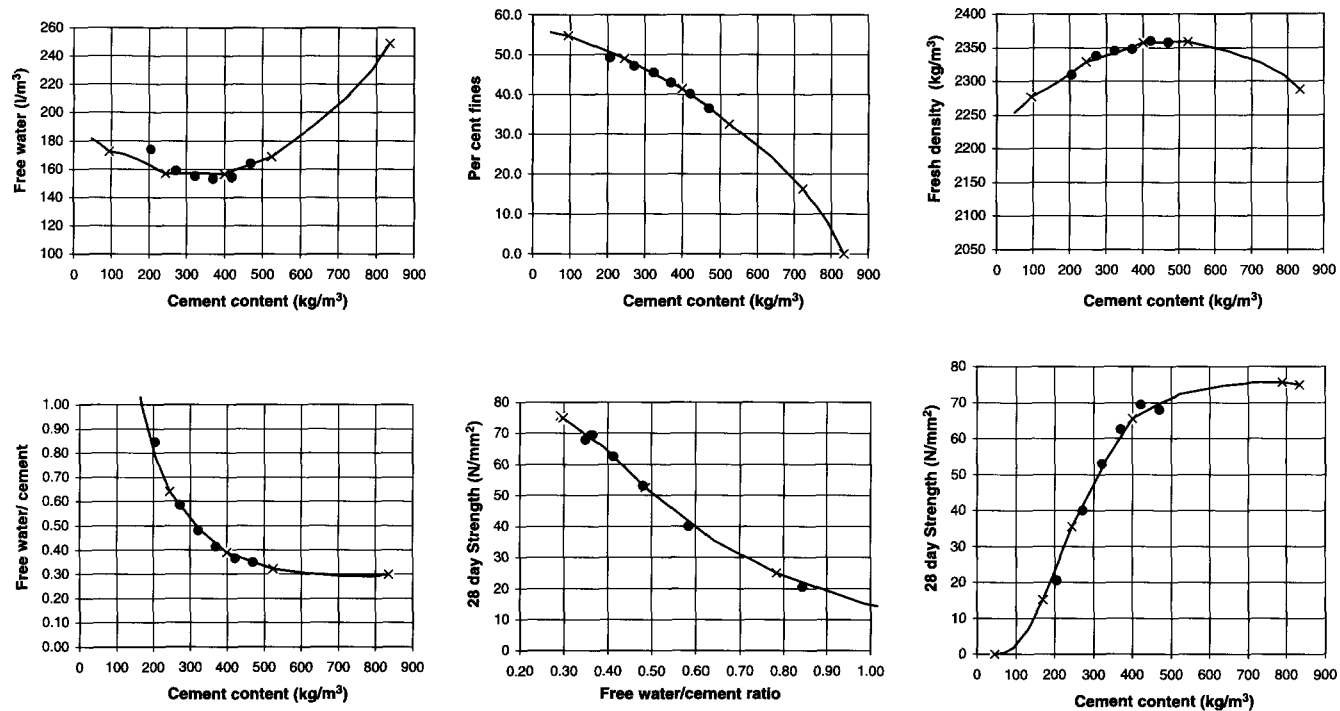 Free water (l/m³)
260
240
220
200
180
160
140
120
100
0 100 200 300 400 500 600 700 800 900
Cement content (kg/m³)
Per cent fines
60.0
50.0
40.0
30.0
20.0
10.0
0.0
0 100 200 300 400 500 600 700 800 900
Cement content (kg/m³)
Fresh density (kg/m³)
2400
2350
2300
2250
2200
2150
2100
2050
0 100 200 300 400 500 600 700 800 900
Cement content (kg/m³)
Free water/ cement
1.00
0.90
0.80
0.70
0.60
0.50
0.40
0.30
0.20
0.10
0.00
0 100 200 300 400 500 600 700 800 900
Cement content (kg/m³)
28 day Strength (N/mm²)
80
70
60
50
40
30
20
10
0
0.20 0.30 0.40 0.50 0.60 0.70 0.80 0.90 1.00
Free water/cement ratio
28 day Strength (N/mm²)
80
70
60
50
40
30
20
10
0
0 100 200 300 400 500 600 700 800 900
Cement content (kg/m³)